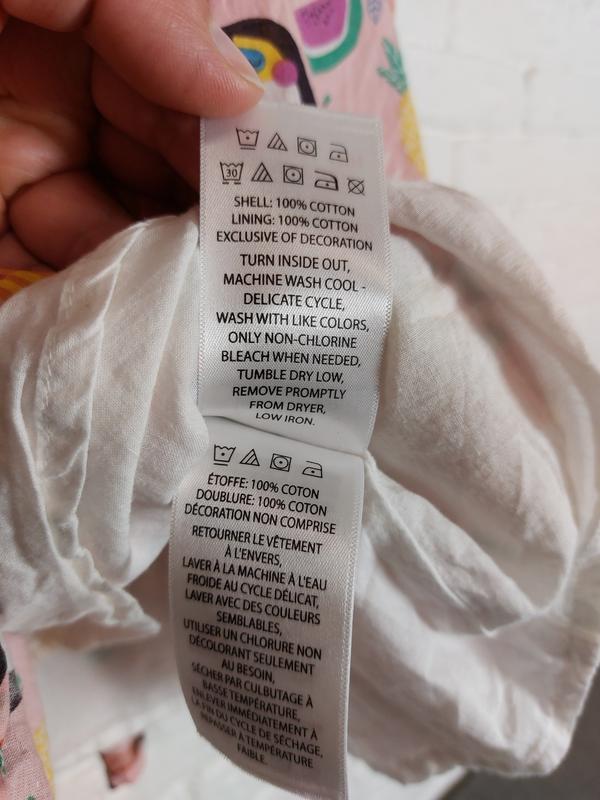 30
SHELL: 100% COTTON
LINING: 100% COTTON
EXCLUSIVE OF DECORATION
TURN INSIDE OUT,
MACHINE WASH COOL -
DELICATE CYCLE,
WASH WITH LIKE COLORS,
ONLY NON-CHLORINE
BLEACH WHEN NEEDED,
TUMBLE DRY LOW,
REMOVE PROMPTLY
FROM DRYER,
LOW IRON.
ÉTOFFE: 100% COTON
DOUBLURE: 100% COTON
DÉCORATION NON COMPRISE
RETOURNER LE VÊTEMENT
À L'ENVERS,
LAVER À LA MACHINE À L'EAU
FROIDE AU CYCLE DÉLICAT,
LAVER AVEC DES COULEURS
SEMBLABLES,
UTILISER UN CHLORURE NON
DÉCOLORANT SEULEMENT
AU BESOIN,
SÉCHER PAR CULBUTAGE À
BASSE TEMPÉRATURE,
ENLEVER IMMÉDIATEMENT À
LA FIN DU CYCLE DE SÉCHAGE,
REPASSER À TEMPÉRATURE
FAIBLE.